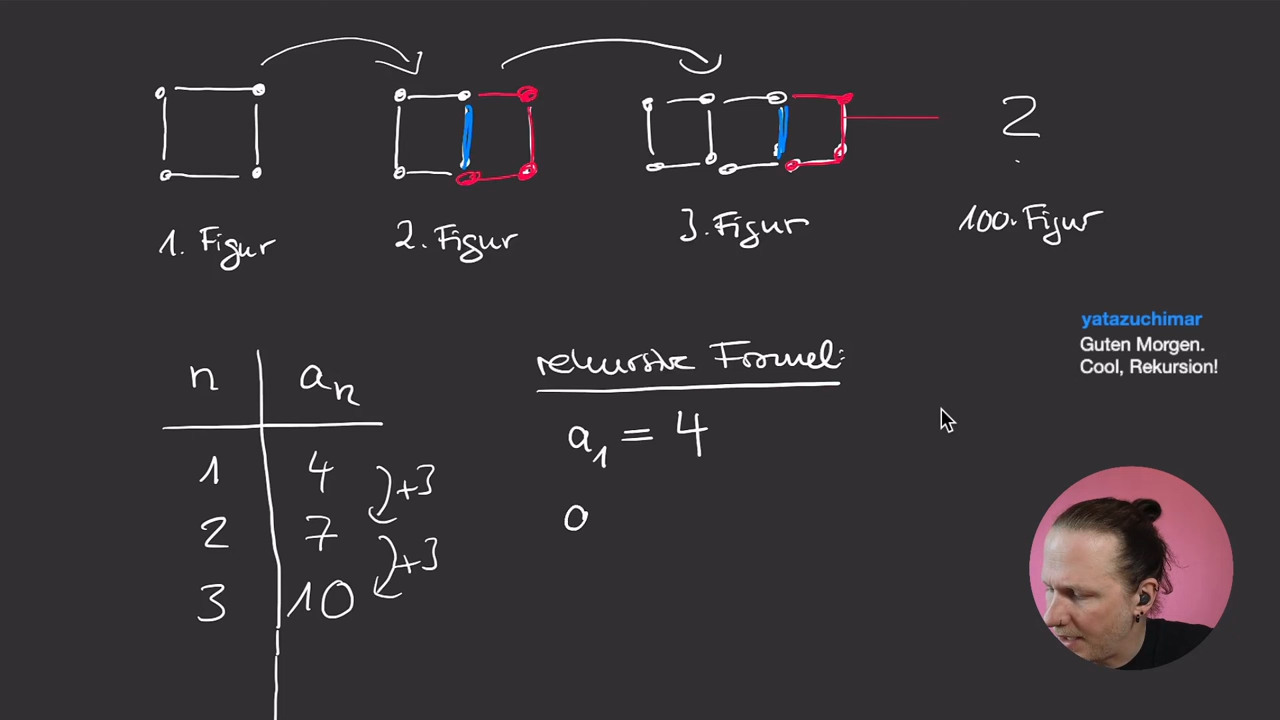 1. Figur
2. Figur
3. Figur
2
100. Figur
yatazuchimar
Guten Morgen.
Cool, Rekursion!
n aₙ
1 4
+3
2 7
+3
3 10
rekursive Formel:
a₁ = 4